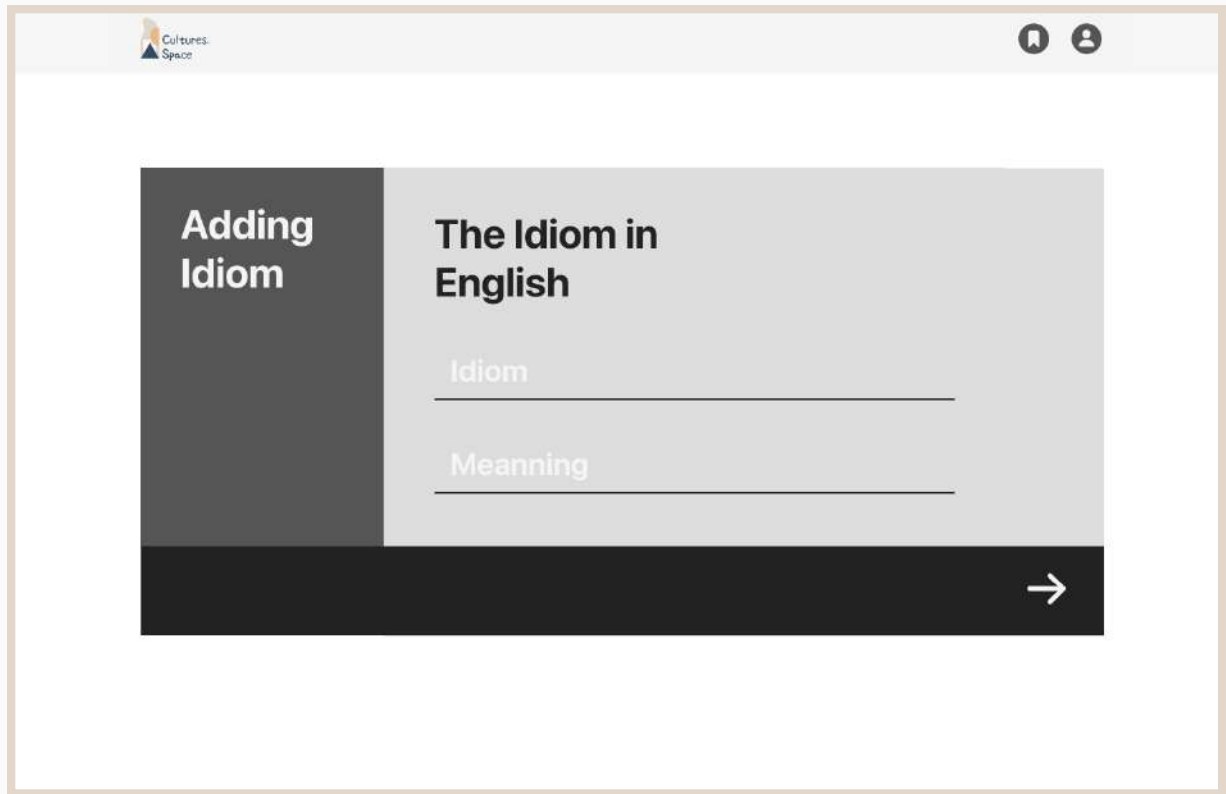 Cultures.
Space
Adding
Idiom
The Idiom in
English
Idiom
Meanning